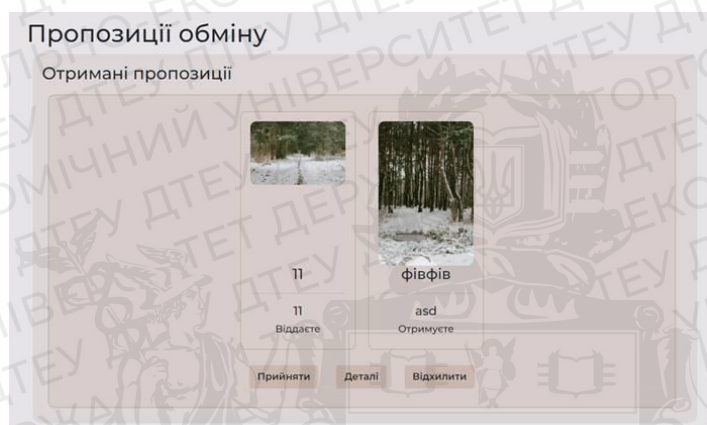 Пропозиції обміну
Отримані пропозиції
11 фівфів
11 asd
Віддаєте Отримуєте
Прийняти Деталі Відхилити